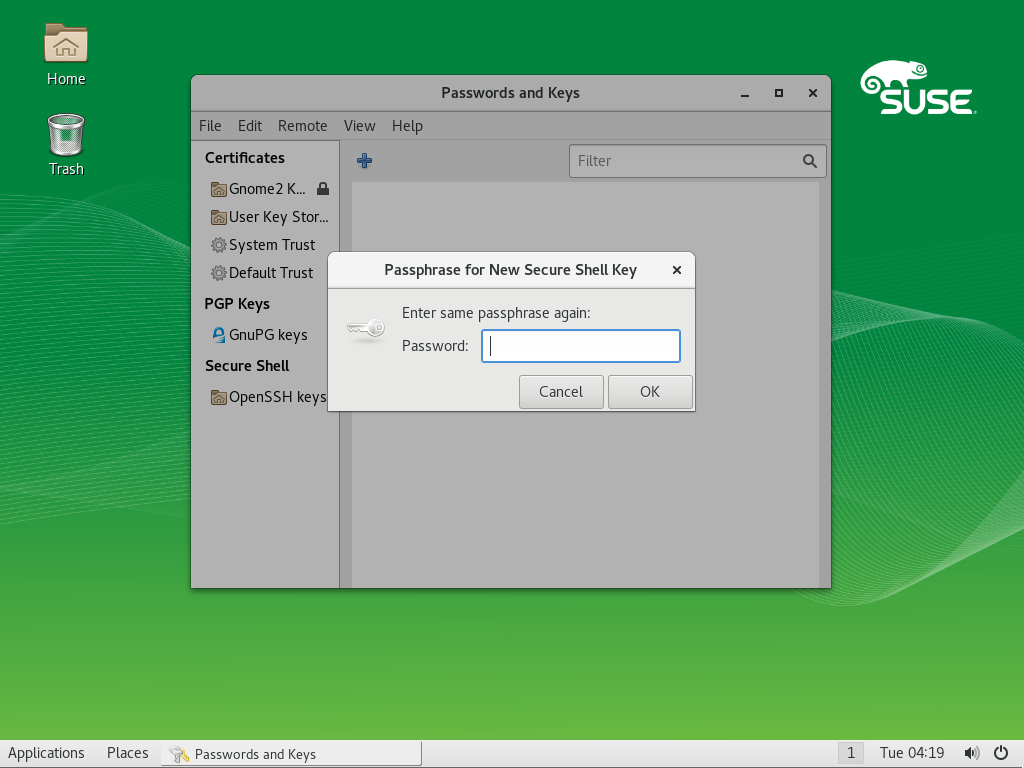 Home
Trash
SUSE
Passwords and Keys
File Edit Remote View Help
Certificates
Filter
Gnome2 K...
User Key Stor...
System Trust
Default Trust
PGP Keys
GnuPG keys
Secure Shell
OpenSSH keys
Passphrase for New Secure Shell Key
Enter same passphrase again:
Password:
Cancel OK
Applications Places Passwords and Keys 1 Tue 04:19